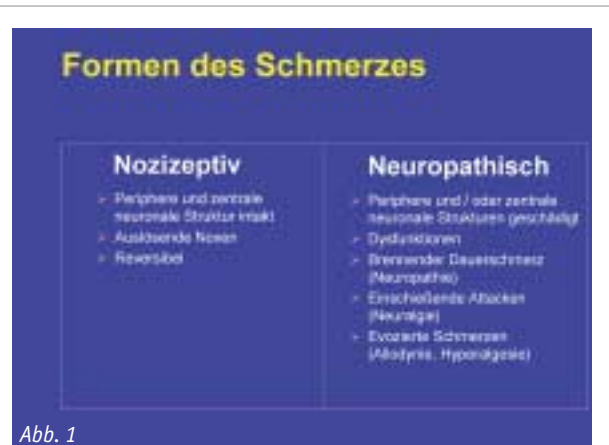 Formen des Schmerzes
Nozizeptiv
Periphere und zentrale
neuronale Struktur intakt
Auslösende Noxen
Reversibel
Neuropathisch
Periphere und / oder zentrale
neuronale Strukturen geschädigt
Dysfunktionen
Brennender Dauerschmerz
(Neuropathie)
Einschießende Attacken
(Neuralgie)
Evozierte Schmerzen
(Allodynie, Hyperalgesie)
Abb. 1